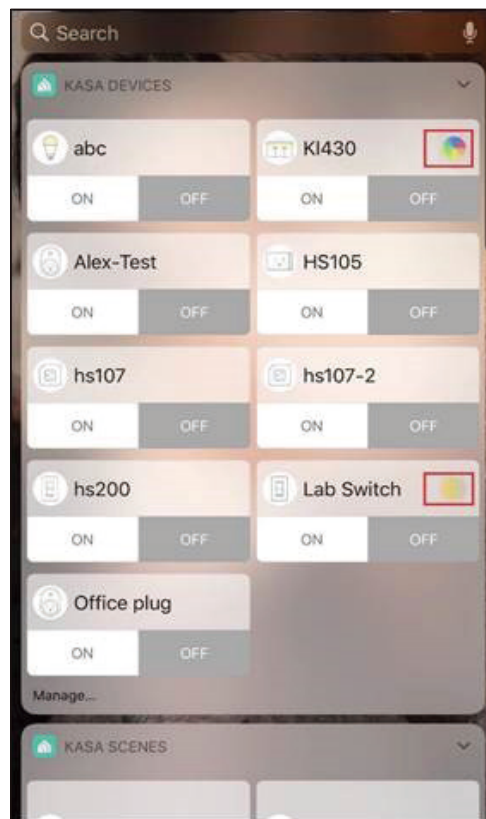 Search
KASA DEVICES
abc
KI430
ON OFF
ON OFF
Alex-Test
HS105
ON OFF
ON OFF
hs107
hs107-2
ON OFF
ON OFF
hs200
Lab Switch
ON OFF
ON OFF
Office plug
ON OFF
Manage...
KASA SCENES